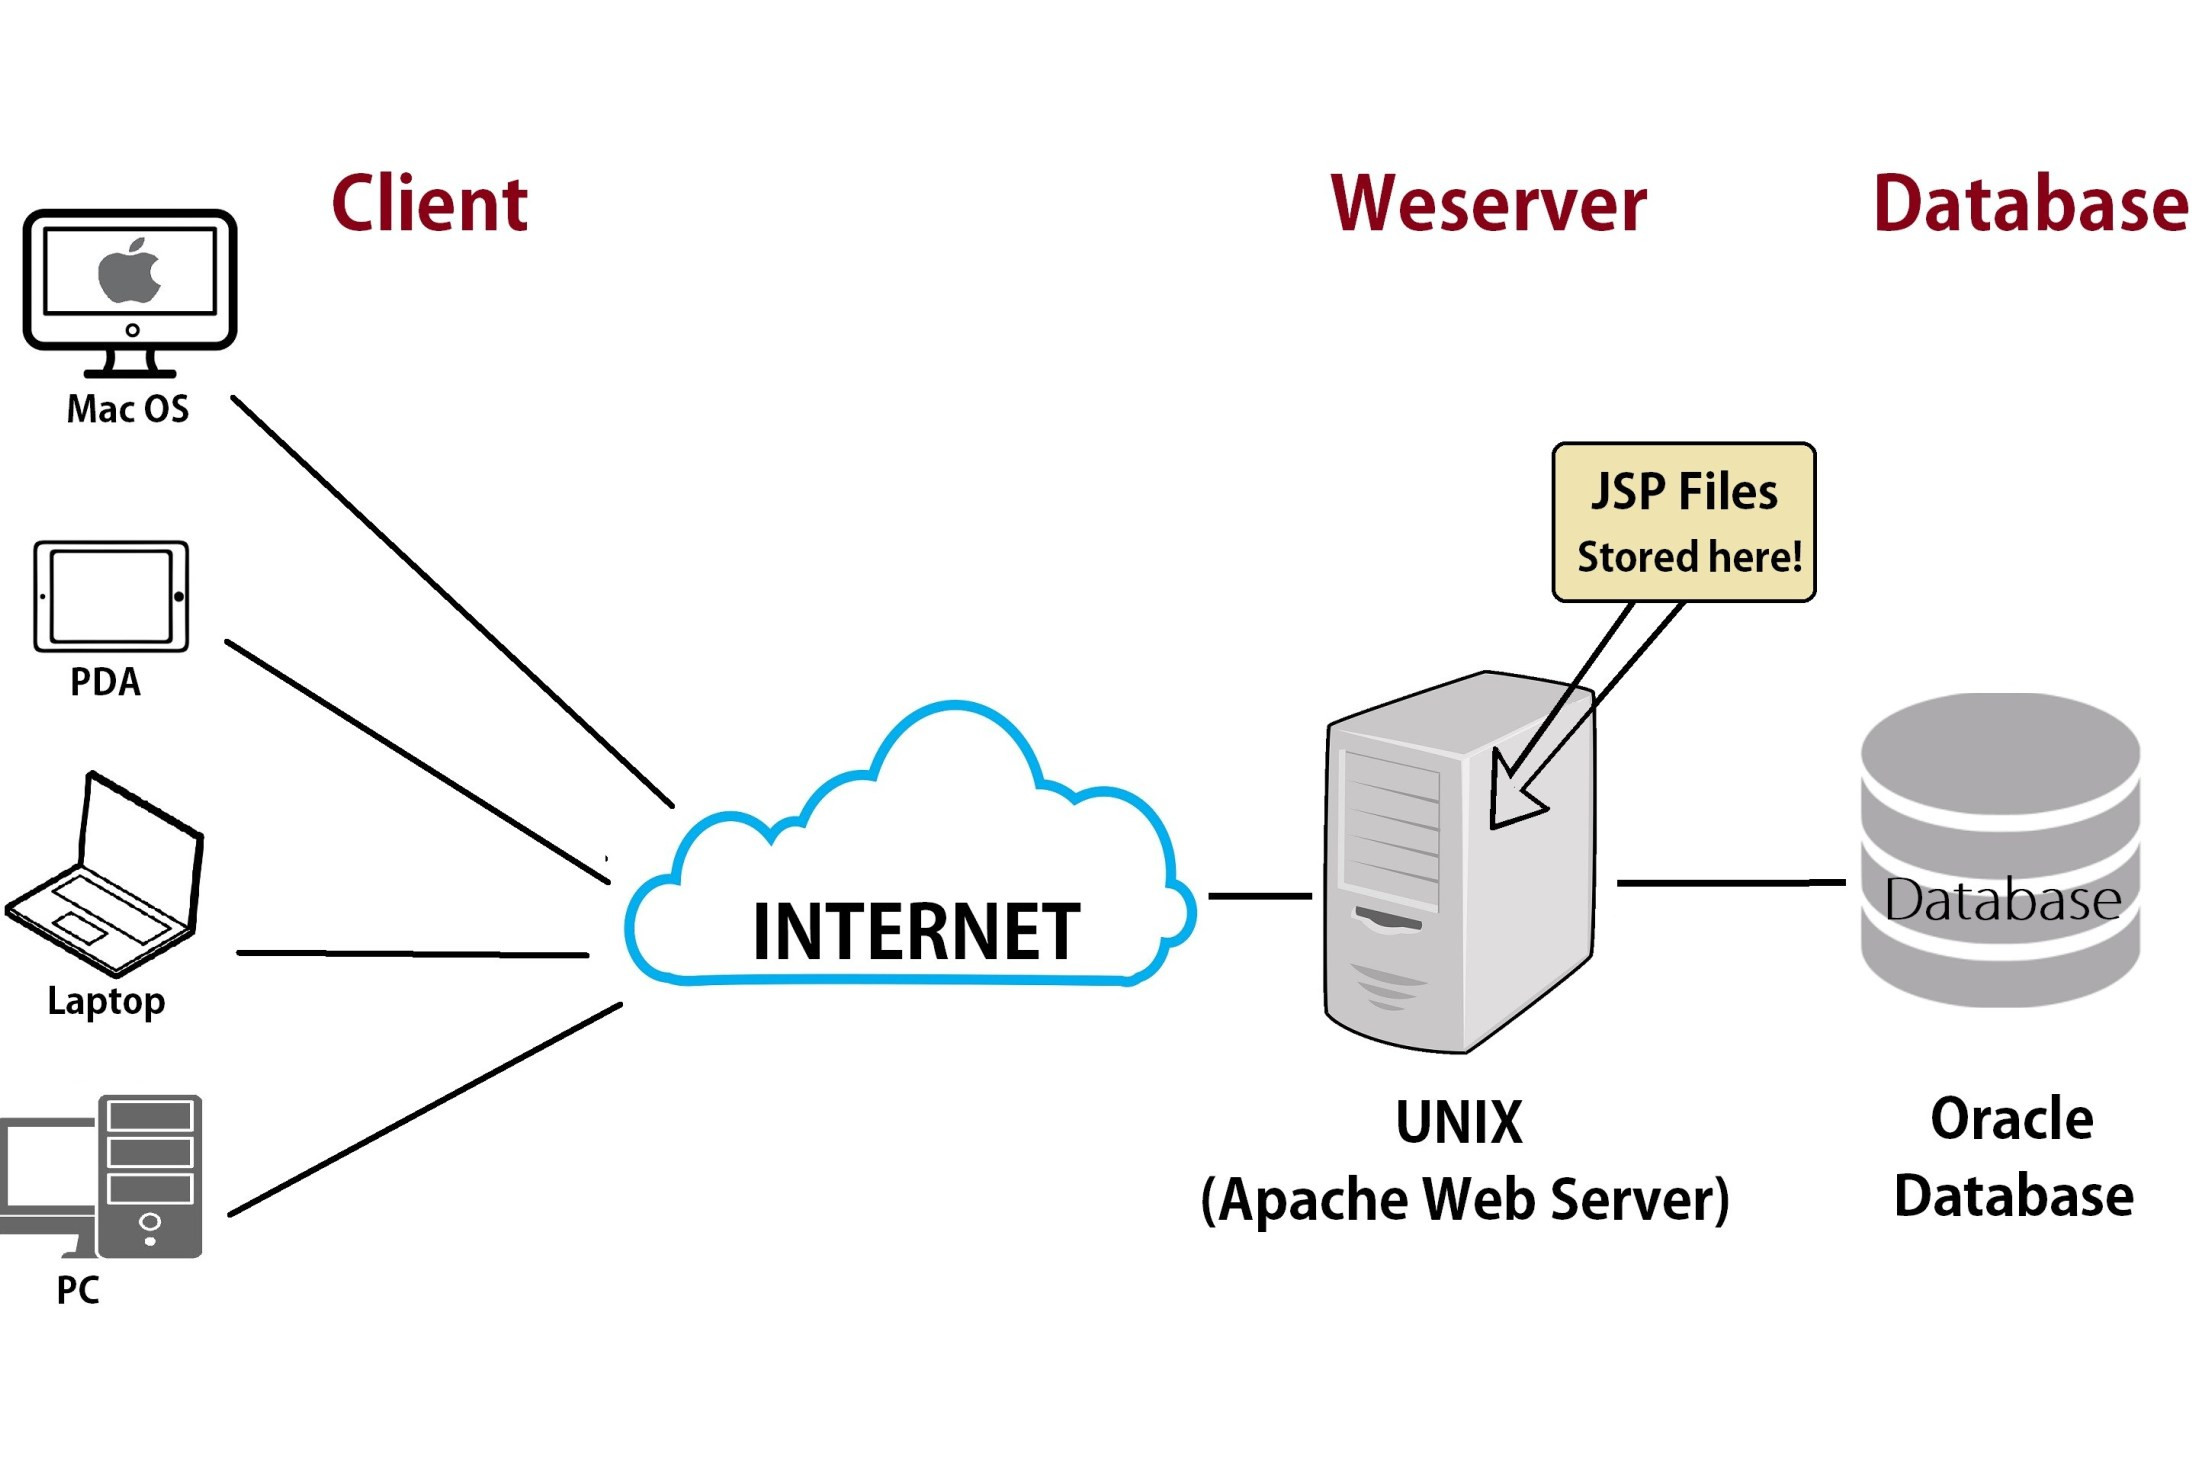 Client
Weserver
Database
Mac OS
PDA
Laptop
PC
INTERNET
JSP Files
Stored here!
UNIX
(Apache Web Server)
Database
Oracle
Database